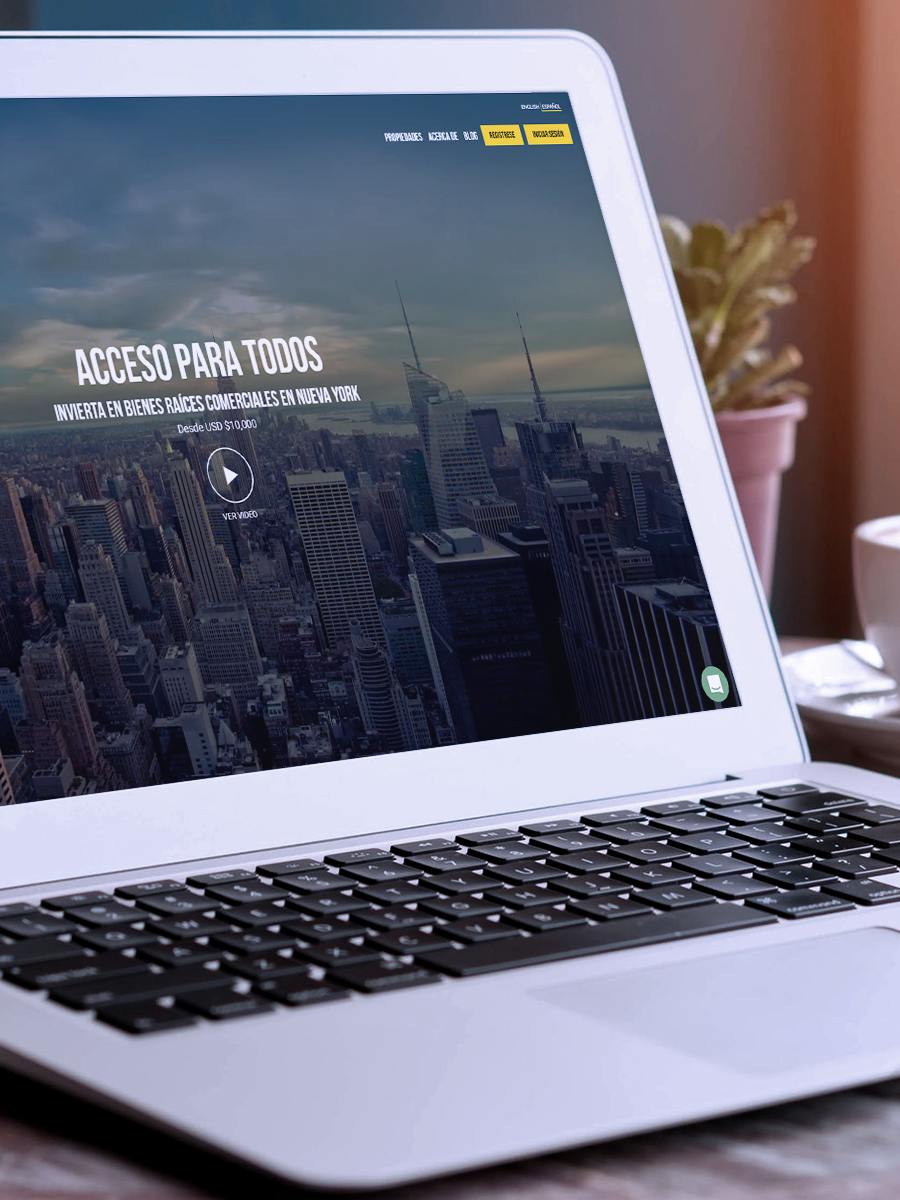 ENGLISH | ESPAÑOL
PROPIEDADES ACERCA DE BLOG REGISTRESE INICIAR SESIÓN
ACCESO PARA TODOS
INVIERTA EN BIENES RAÍCES COMERCIALES EN NUEVA YORK
Desde USD $10,000
VER VIDEO
command